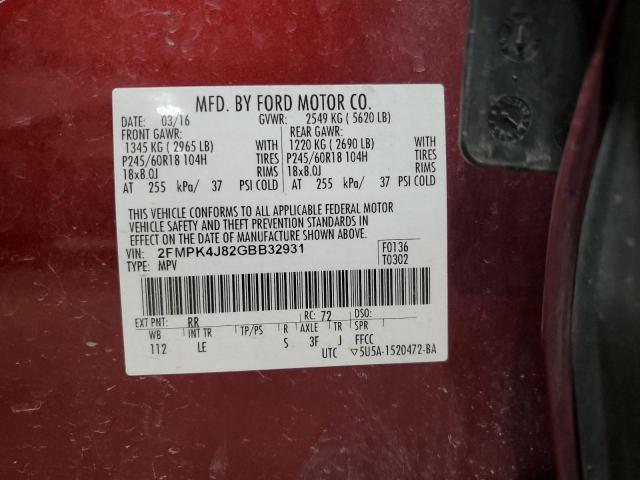 MFD. BY FORD MOTOR CO.
DATE: 03/16 GVWR: 2549 KG ( 5620 LB)
FRONT GAWR: REAR GAWR:
1345 KG ( 2965 LB) WITH 1220 KG ( 2690 LB) WITH
P245/60R18 104H TIRES P245/60R18 104H TIRES
18x8.0J RIMS 18x8.0J RIMS
AT 255 kPa/ 37 PSI COLD AT 255 kPa/ 37 PSI COLD
THIS VEHICLE CONFORMS TO ALL APPLICABLE FEDERAL MOTOR
VEHICLE SAFETY AND THEFT PREVENTION STANDARDS IN
EFFECT ON THE DATE OF MANUFACTURE SHOWN ABOVE.
VIN: 2FMPK4J82GBB32931 F0136
TYPE: MPV T0302
EXT PNT: RR RC: 72 DSO:
WB INT TR TP/PS R AXLE TR SPR
112 LE S 3F J FFCC
UTC ▽5U5A-1520472-BA